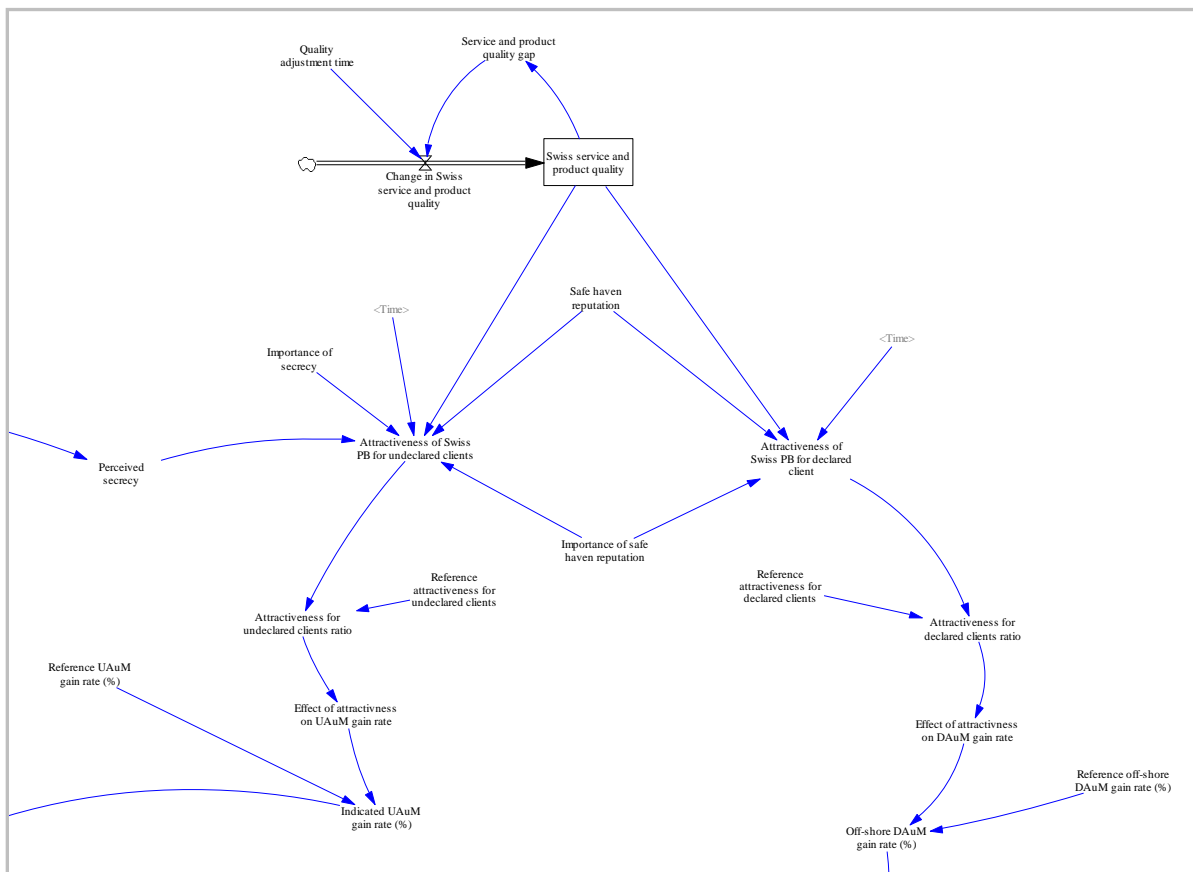 Service and product
quality gap
Quality
adjustment time
Swiss service and
product quality
Change in Swiss
service and product
quality
Safe haven
reputation
<Time>
<Time>
Importance of
secrecy
Attractiveness of Swiss
PB for undeclared clients
Attractiveness of
Swiss PB for declared
client
Perceived
secrecy
Importance of safe
haven reputation
Reference
attractiveness for
undeclared clients
Reference
attractiveness for
declared clients
Attractiveness for
undeclared clients ratio
Attractiveness for
declared clients ratio
Reference UAuM
gain rate (%)
Effect of attractivness
on UAuM gain rate
Effect of attractivness
on DAuM gain rate
Reference off-shore
DAuM gain rate (%)
Indicated UAuM
gain rate (%)
Off-shore DAuM
gain rate (%)